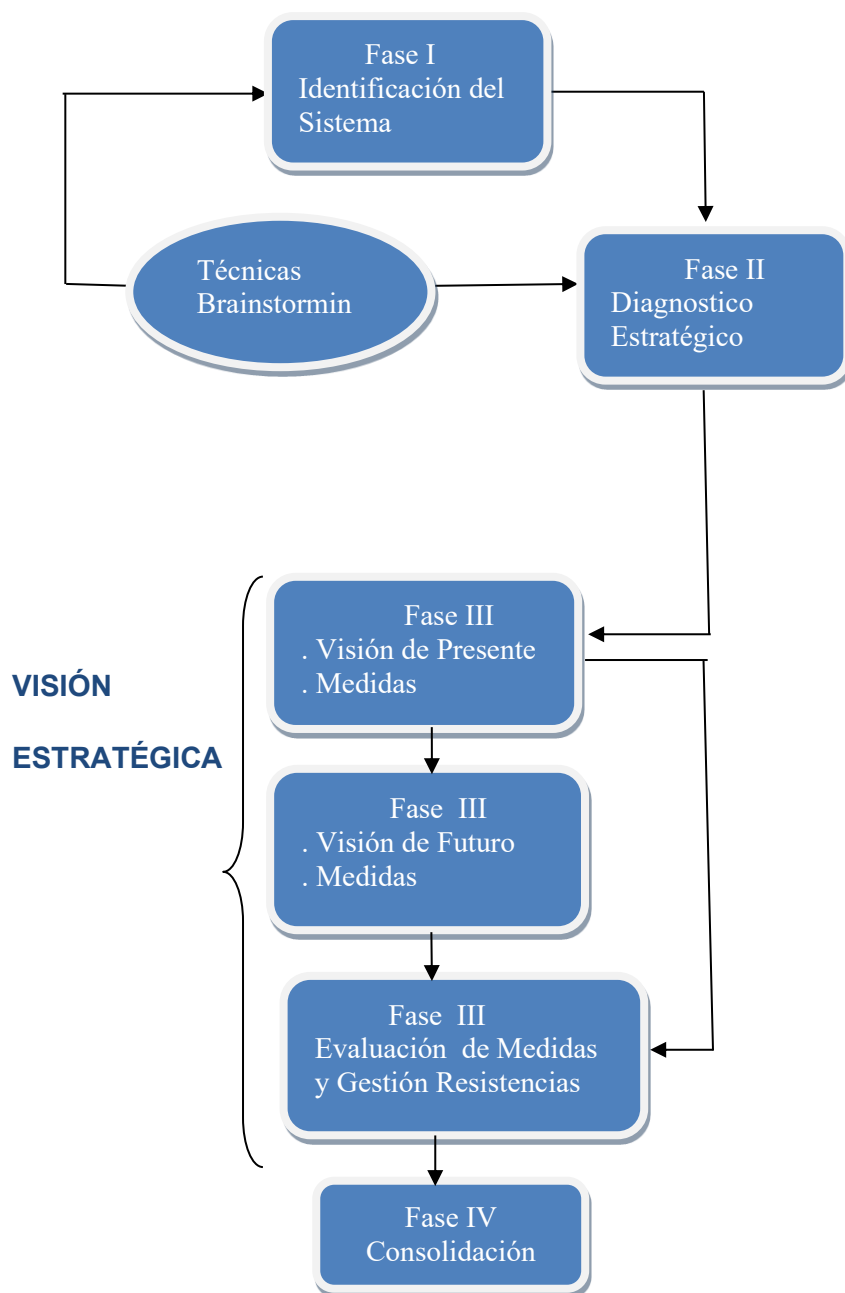 Fase I
Identificación del
Sistema
Técnicas
Brainstormin
Fase II
Diagnostico
Estratégico
VISIÓN
ESTRATÉGICA
Fase III
. Visión de Presente
. Medidas
Fase III
. Visión de Futuro
. Medidas
Fase III
Evaluación de Medidas
y Gestión Resistencias
Fase IV
Consolidación